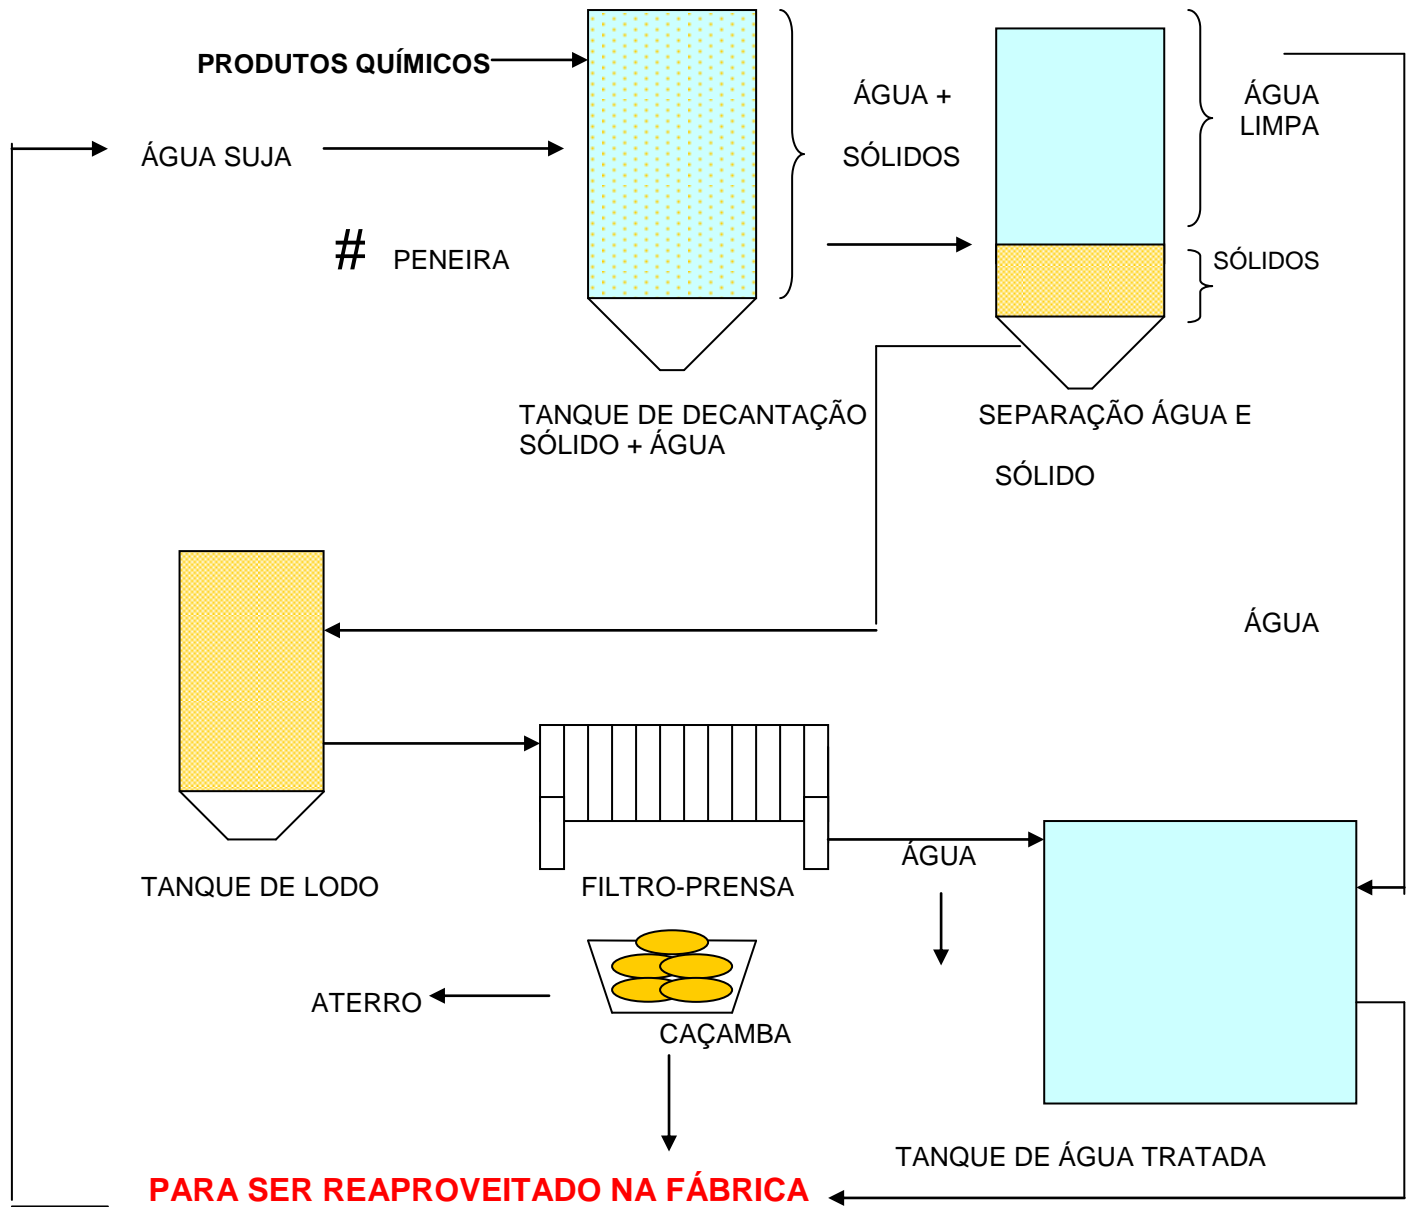 PRODUTOS QUÍMICOS
ÁGUA +
SÓLIDOS
ÁGUA
LIMPA
ÁGUA SUJA
# PENEIRA
SÓLIDOS
TANQUE DE DECANTAÇÃO
SÓLIDO + ÁGUA
SEPARAÇÃO ÁGUA E
SÓLIDO
ÁGUA
ÁGUA
TANQUE DE LODO
FILTRO-PRENSA
ATERRO
CAÇAMBA
TANQUE DE ÁGUA TRATADA
PARA SER REAPROVEITADO NA FÁBRICA